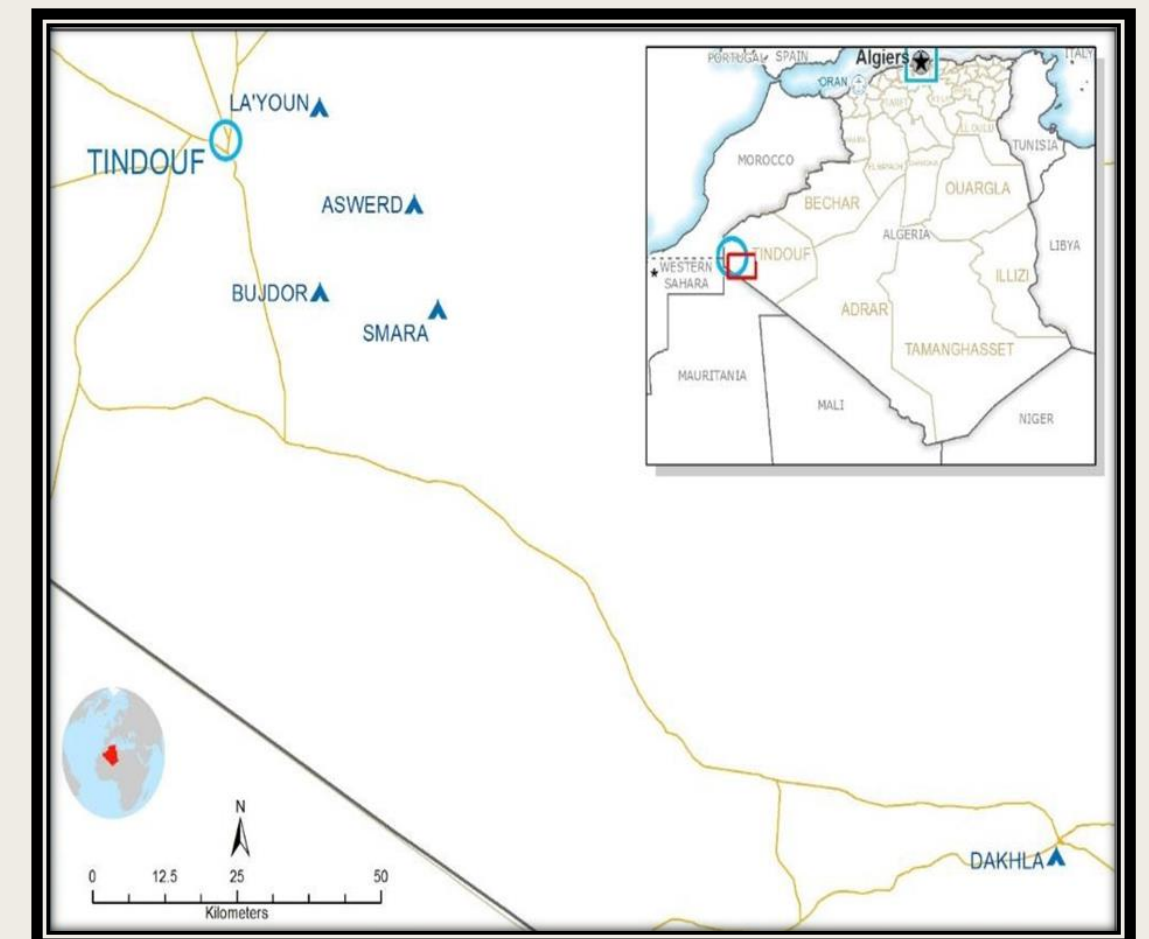 LA'YOUN
TINDOUF
ASWERD
BUJDOR
SMARA
DAKHLA
N
0 12.5 25 50
Kilometers
PORTUGAL SPAIN Algiers ITALY
ORAN
TUNISIA
MOROCCO
OUARGLA
BECHAR
ALGERIA
LIBYA
TINDOUF
WESTERN
SAHARA
ILLIZI
ADRAR
TAMANGHASSET
MAURITANIA
MALI
NIGER